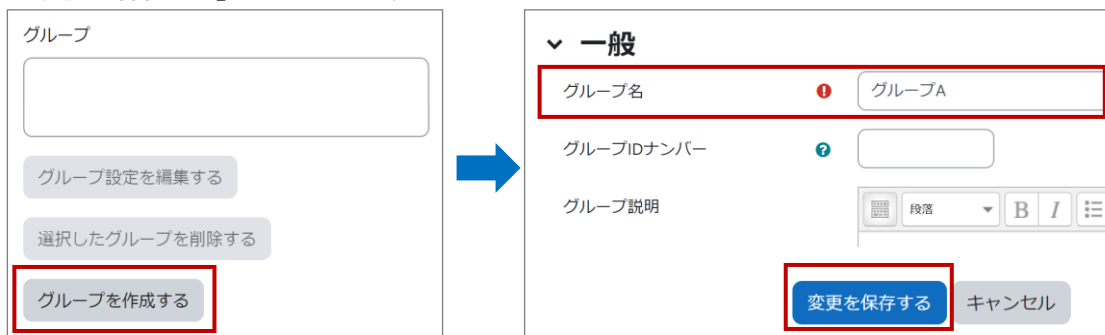 グループ
グループ設定を編集する
選択したグループを削除する
グループを作成する
一般
グループ名
グループA
グループIDナンバー
グループ説明
段落
B I
変更を保存する
キャンセル